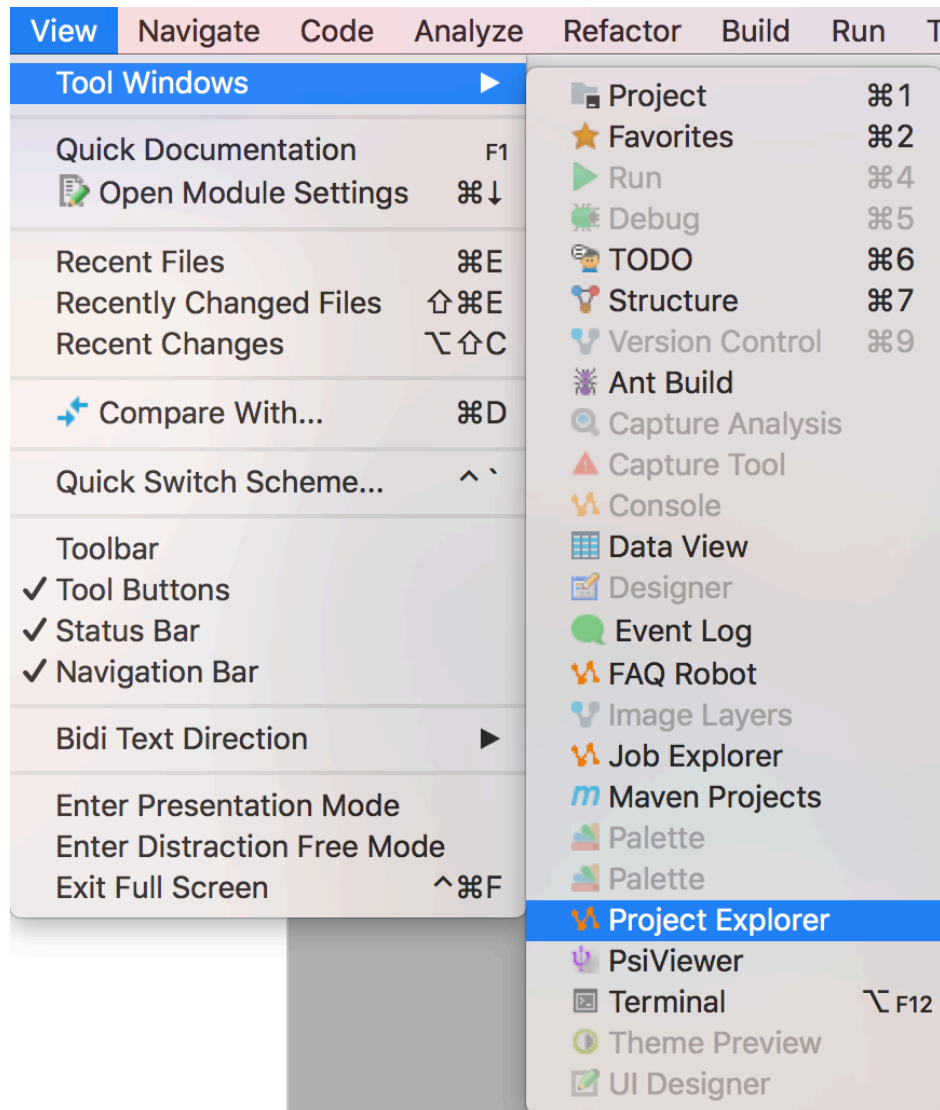 View Navigate Code Analyze Refactor Build Run T
Tool Windows ▶
Quick Documentation F1
Open Module Settings ⌘↓
Recent Files ⌘E
Recently Changed Files ⇧⌘E
Recent Changes ⌥⇧C
Compare With... ⌘D
Quick Switch Scheme... ^`
Toolbar
✓ Tool Buttons
✓ Status Bar
✓ Navigation Bar
Bidi Text Direction ▶
Enter Presentation Mode
Enter Distraction Free Mode
Exit Full Screen ^⌘F
Project ⌘1
Favorites ⌘2
Run ⌘4
Debug ⌘5
TODO ⌘6
Structure ⌘7
Version Control ⌘9
Ant Build
Capture Analysis
Capture Tool
Console
Data View
Designer
Event Log
FAQ Robot
Image Layers
Job Explorer
Maven Projects
Palette
Palette
Project Explorer
PsiViewer
Terminal ⌥F12
Theme Preview
UI Designer